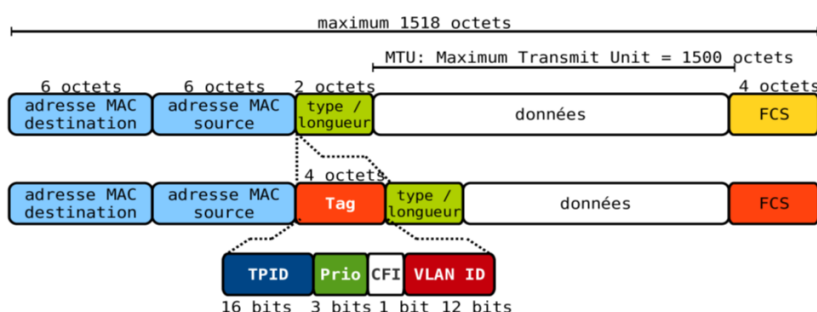 maximum 1518 octets
MTU: Maximum Transmit Unit = 1500 octets
6 octets 6 octets 2 octets 4 octets
adresse MAC destination adresse MAC source type / longueur données FCS
4 octets
adresse MAC destination adresse MAC source Tag type / longueur données FCS
TPID Prio CFI VLAN ID
16 bits 3 bits 1 bit 12 bits